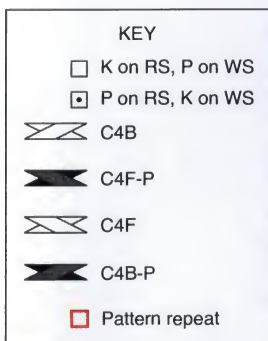 KEY
K on RS, P on WS
P on RS, K on WS
C4B
C4F-P
C4F
C4B-P
Pattern repeat